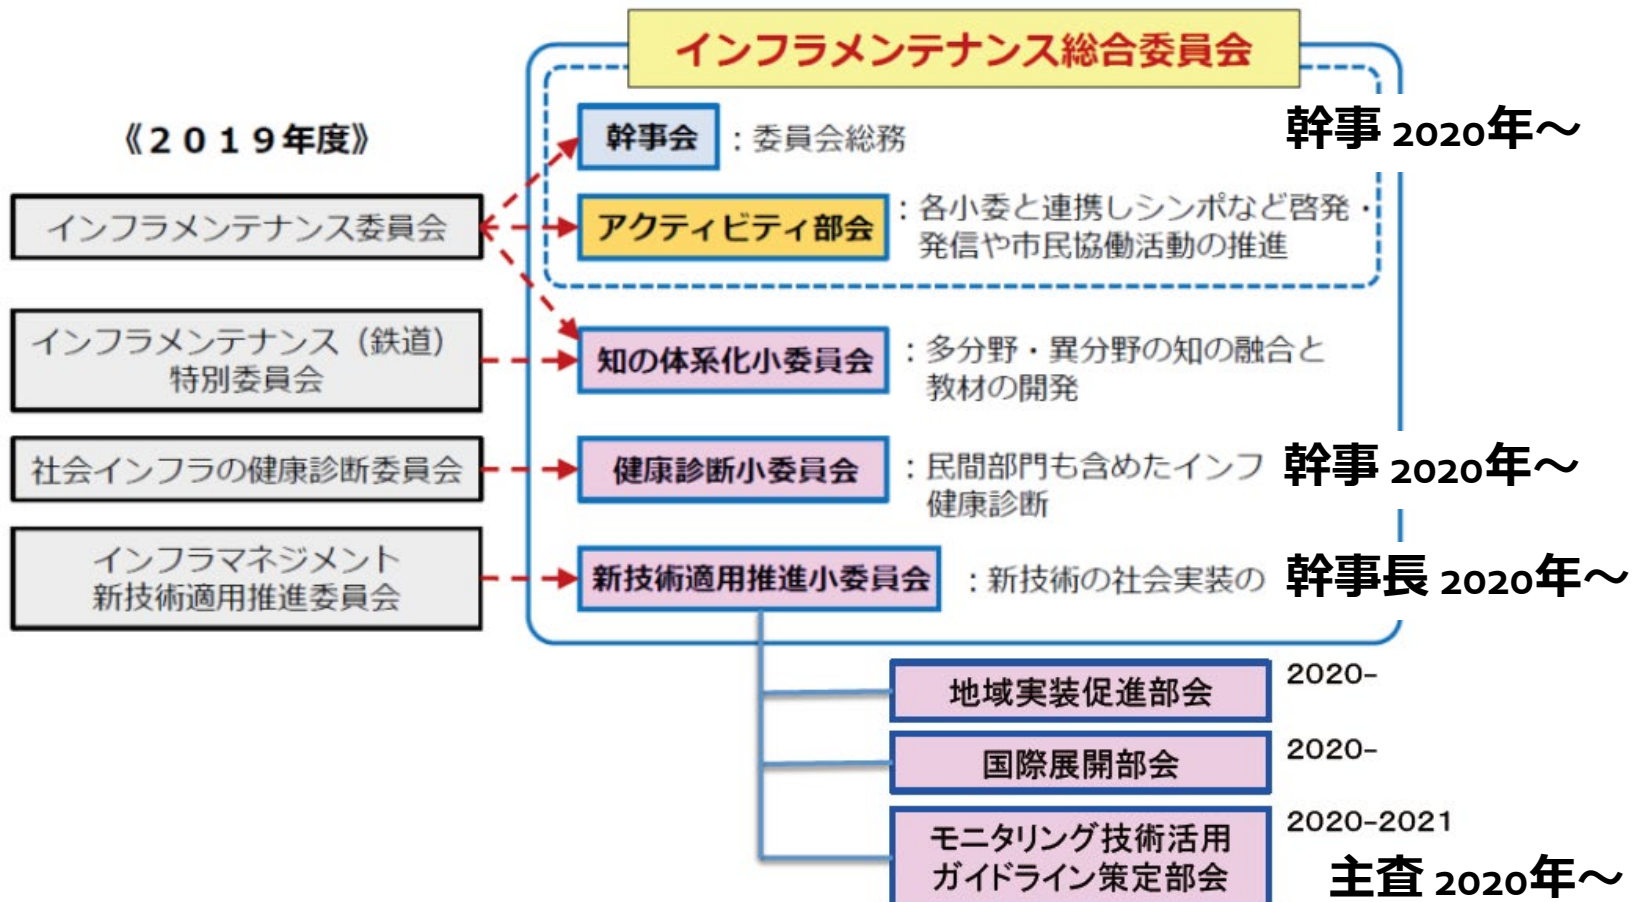 インフラメンテナンス総合委員会
《２０１９年度》
幹事会
：委員会総務
幹事 2020年～
インフラメンテナンス委員会
アクティビティ部会
：各小委と連携しシンポなど啓発・
発信や市民協働活動の推進
インフラメンテナンス（鉄道）
特別委員会
知の体系化小委員会
：多分野・異分野の知の融合と
教材の開発
社会インフラの健康診断委員会
健康診断小委員会
：民間部門も含めたインフ
健康診断
幹事 2020年～
インフラマネジメント
新技術適用推進委員会
新技術適用推進小委員会
：新技術の社会実装の
幹事長 2020年～
地域実装促進部会
2020-
国際展開部会
2020-
モニタリング技術活用
ガイドライン策定部会
2020-2021
主査 2020年～